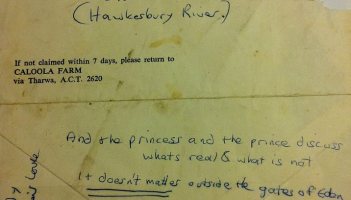 (Hawkesbury River.)
If not claimed within 7 days, please return to
CALOOLA FARM
via Tharwa, A.C.T. 2620
And the princess and the prince discuss
whats real & what is not
It doesn't matter outside the gates of Eden